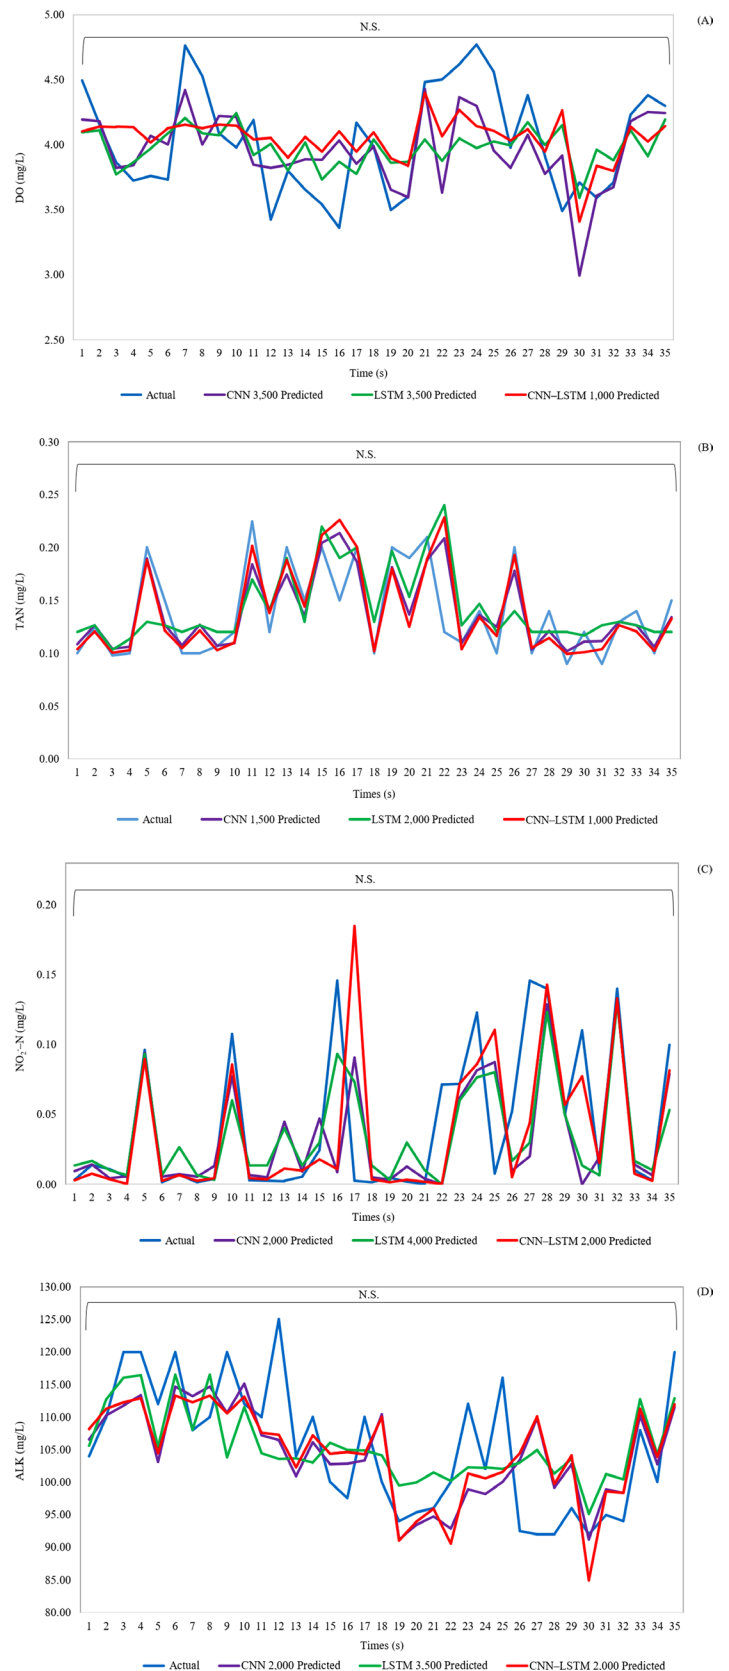 (A)
N.S.
5.00
4.50
4.00
3.50
3.00
2.50
DO (mg/L)
1 2 3 4 5 6 7 8 9 10 11 12 13 14 15 16 17 18 19 20 21 22 23 24 25 26 27 28 29 30 31 32 33 34 35
Time (s)
Actual CNN 3,500 Predicted LSTM 3,500 Predicted CNN–LSTM 1,000 Predicted
(B)
N.S.
0.30
0.25
0.20
0.15
0.10
0.05
0.00
TAN (mg/L)
1 2 3 4 5 6 7 8 9 10 11 12 13 14 15 16 17 18 19 20 21 22 23 24 25 26 27 28 29 30 31 32 33 34 35
Times (s)
Actual CNN 1,500 Predicted LSTM 2,000 Predicted CNN–LSTM 1,000 Predicted
(C)
N.S.
0.20
0.15
0.10
0.05
0.00
NO₂⁻–N (mg/L)
1 2 3 4 5 6 7 8 9 10 11 12 13 14 15 16 17 18 19 20 21 22 23 24 25 26 27 28 29 30 31 32 33 34 35
Times (s)
Actual CNN 2,000 Predicted LSTM 4,000 Predicted CNN–LSTM 2,000 Predicted
(D)
N.S.
130.00
125.00
120.00
115.00
110.00
105.00
100.00
95.00
90.00
85.00
80.00
ALK (mg/L)
1 2 3 4 5 6 7 8 9 10 11 12 13 14 15 16 17 18 19 20 21 22 23 24 25 26 27 28 29 30 31 32 33 34 35
Times (s)
Actual CNN 2,000 Predicted LSTM 3,500 Predicted CNN–LSTM 2,000 Predicted